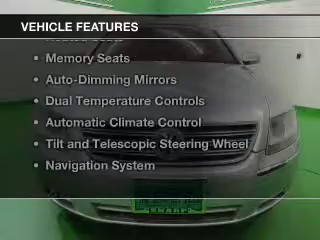 VEHICLE FEATURES
• Memory Seats
• Auto-Dimming Mirrors
• Dual Temperature Controls
• Automatic Climate Control
• Tilt and Telescopic Steering Wheel
• Navigation System